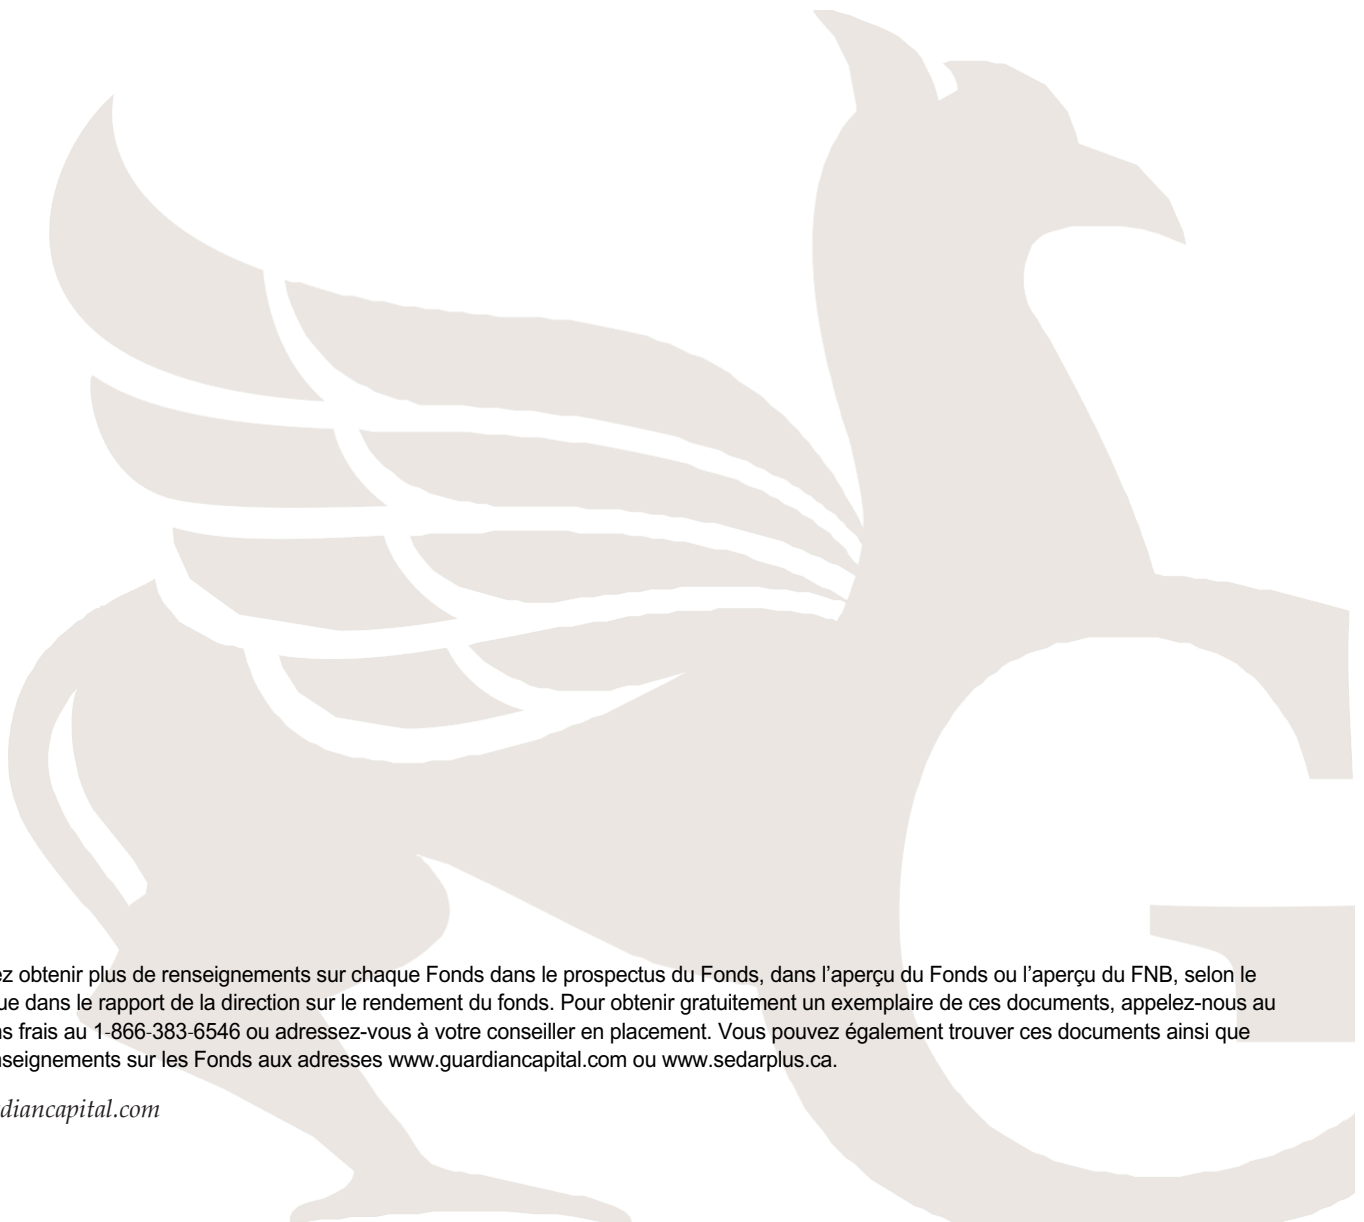 ez obtenir plus de renseignements sur chaque Fonds dans le prospectus du Fonds, dans l’aperçu du Fonds ou l’aperçu du FNB, selon le
ue dans le rapport de la direction sur le rendement du fonds. Pour obtenir gratuitement un exemplaire de ces documents, appelez-nous au
ns frais au 1-866-383-6546 ou adressez-vous à votre conseiller en placement. Vous pouvez également trouver ces documents ainsi que
nseignements sur les Fonds aux adresses www.guardiancapital.com ou www.sedarplus.ca.
diancapital.com